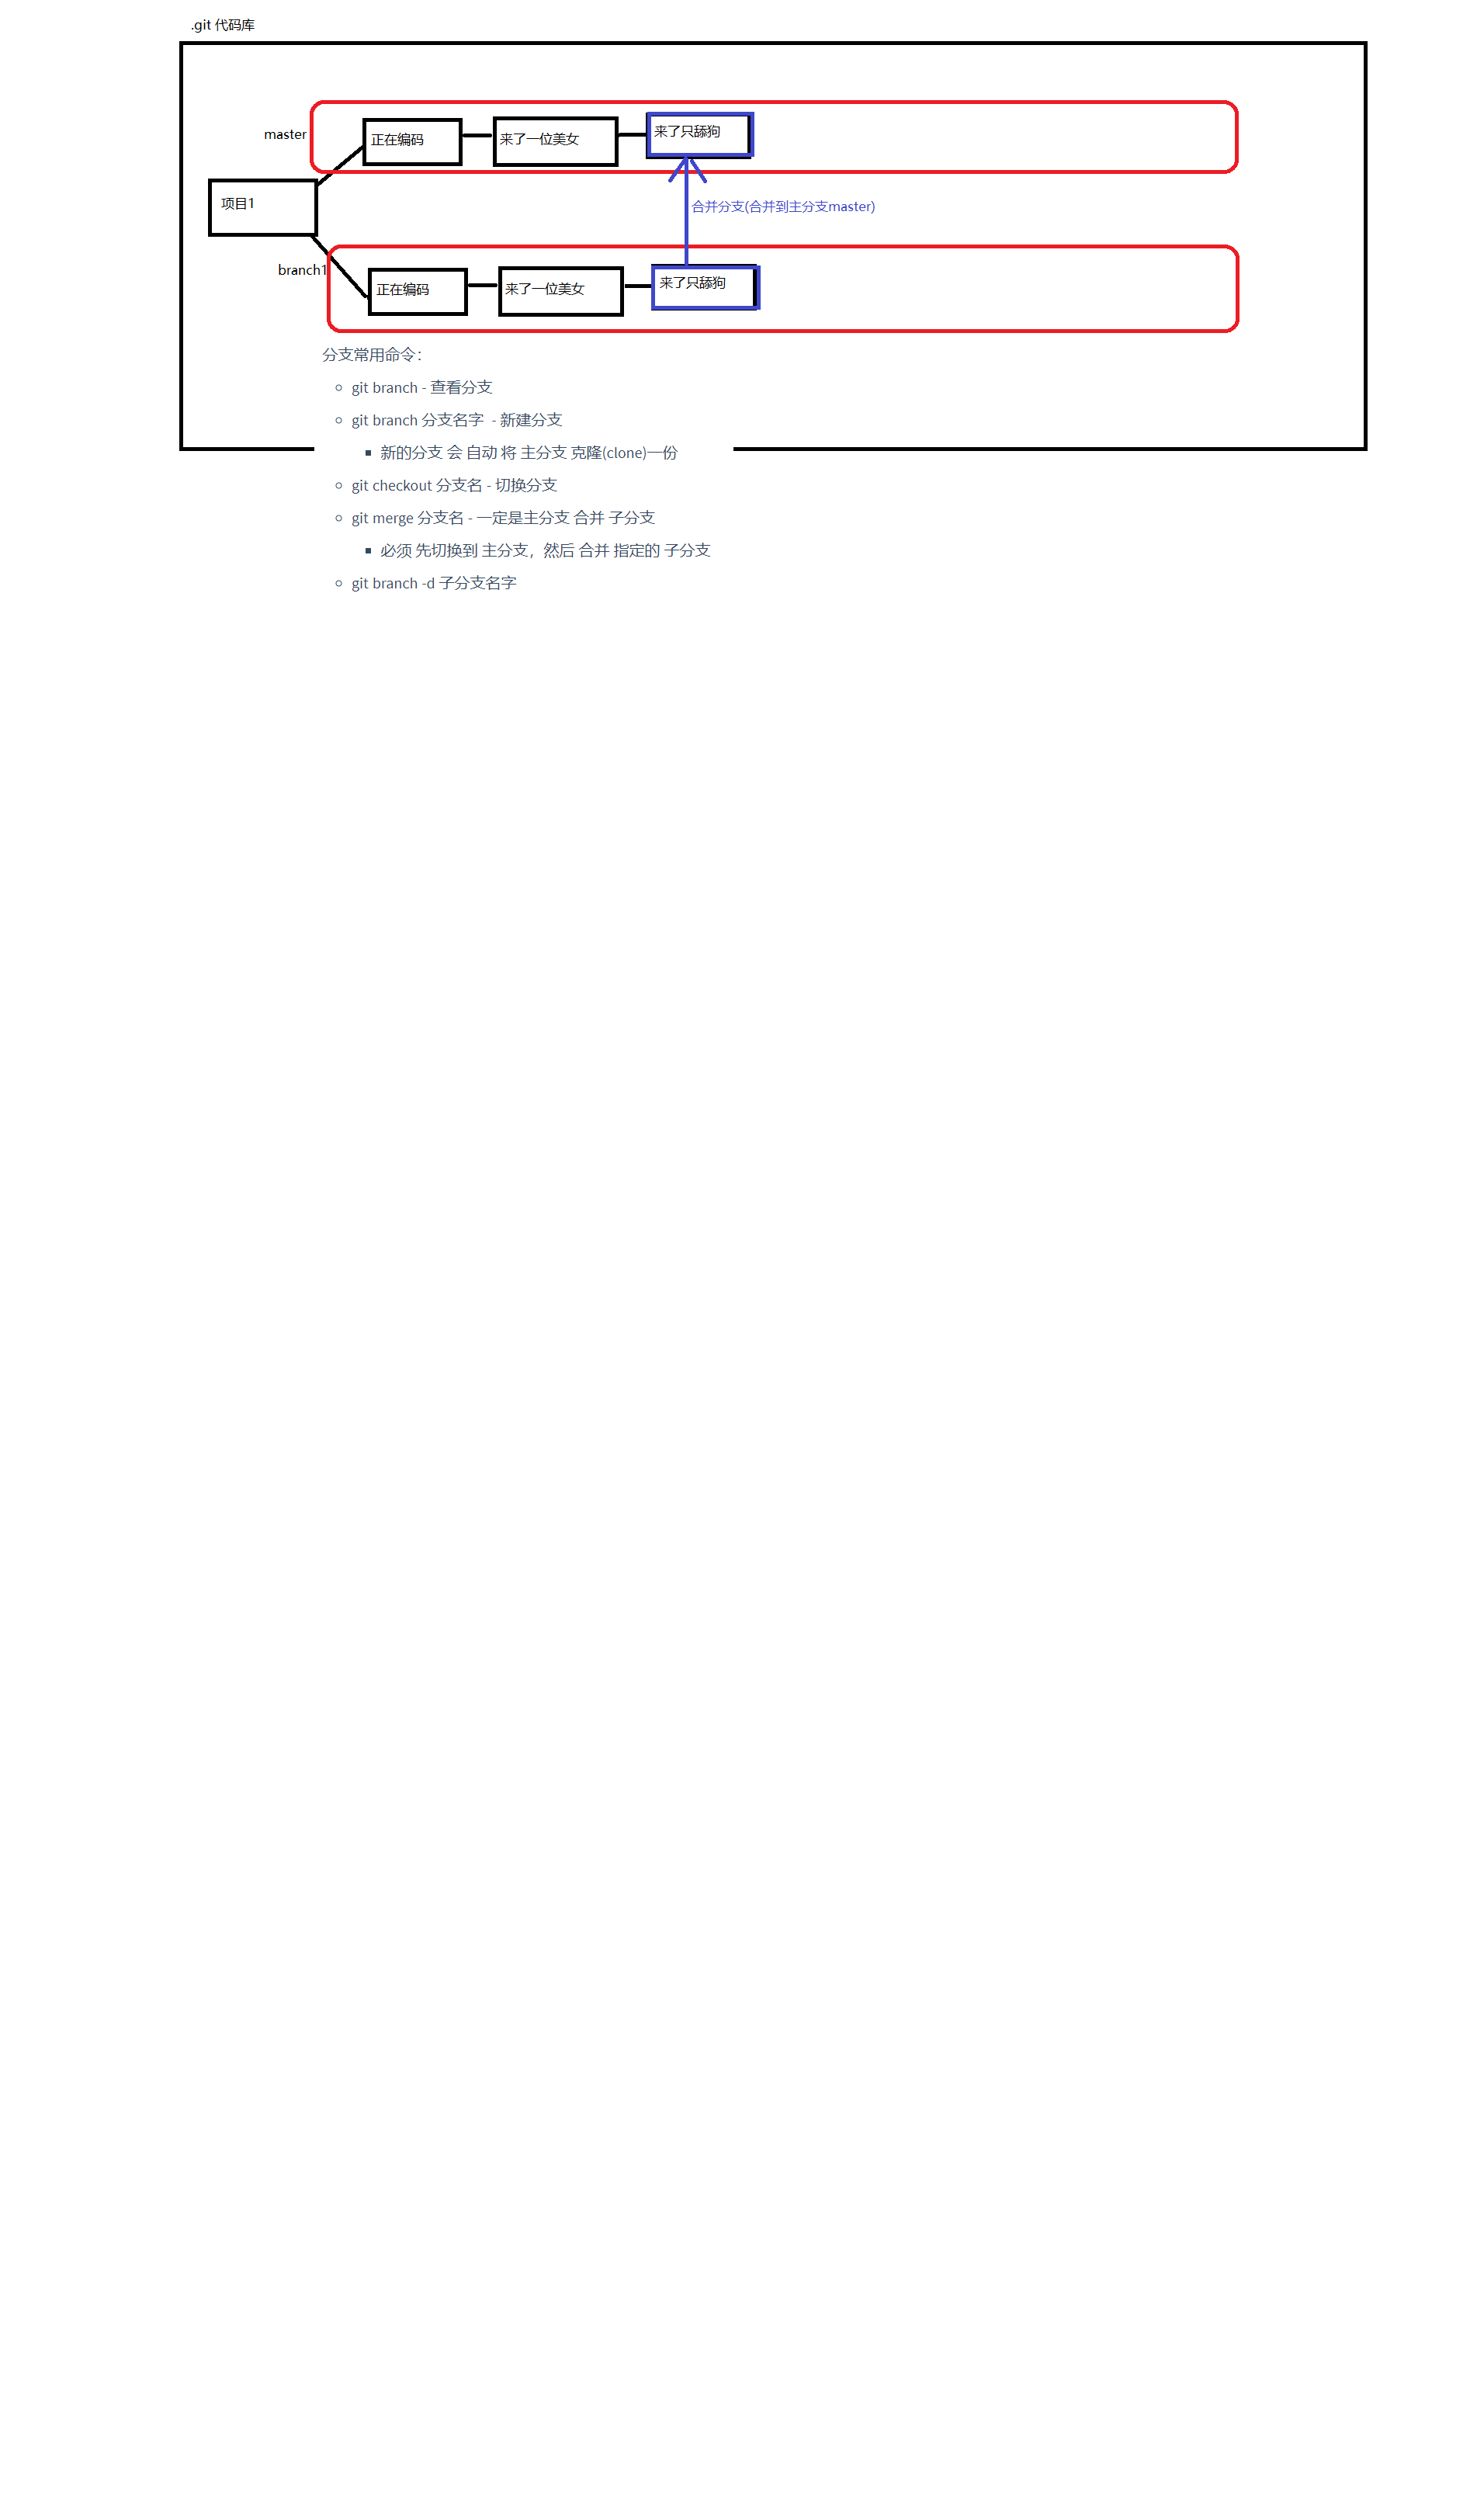 .git 代码库
master
正在编码
来了一位美女
来了只舔狗
项目1
合并分支(合并到主分支master)
branch1
正在编码
来了一位美女
来了只舔狗
分支常用命令：
git branch - 查看分支
git branch 分支名字 - 新建分支
新的分支 会 自动 将 主分支 克隆(clone)一份
git checkout 分支名 - 切换分支
git merge 分支名 - 一定是主分支 合并 子分支
必须 先切换到 主分支，然后 合并 指定的 子分支
git branch -d 子分支名字